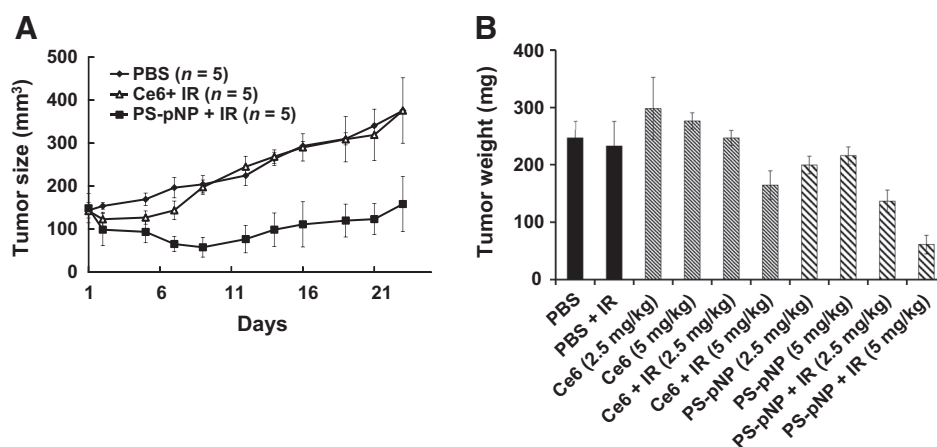 A
500
400
300
200
100
0
Tumor size (mm³)
PBS (n = 5)
Ce6+ IR (n = 5)
PS-pNP + IR (n = 5)
1 6 11 16 21
Days
B
400
300
200
100
0
Tumor weight (mg)
PBS
PBS + IR
Ce6 (2.5 mg/kg)
Ce6 (5 mg/kg)
Ce6 + IR (2.5 mg/kg)
Ce6 + IR (5 mg/kg)
PS-pNP (2.5 mg/kg)
PS-pNP (5 mg/kg)
PS-pNP + IR (2.5 mg/kg)
PS-pNP + IR (5 mg/kg)